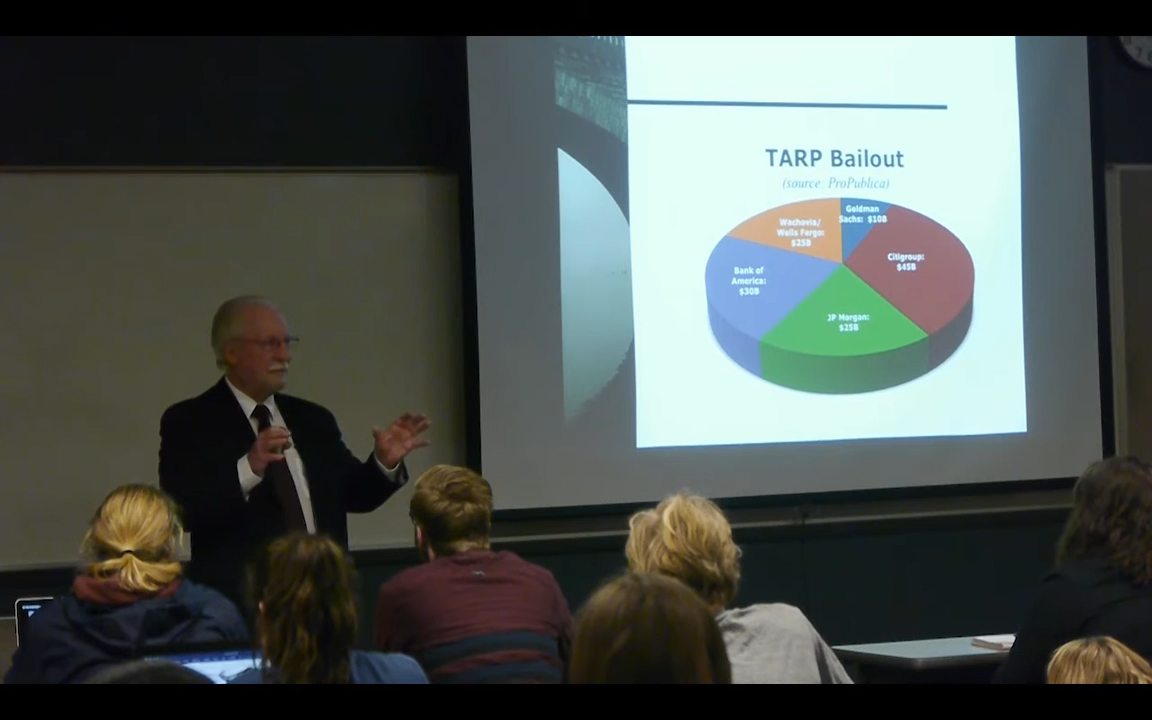 TARP Bailout
(source: ProPublica)
Goldman
Sachs: $10B
Wachovia/
Wells Fargo:
$25B
Citigroup:
$45B
Bank of
America:
$30B
JP Morgan:
$25B